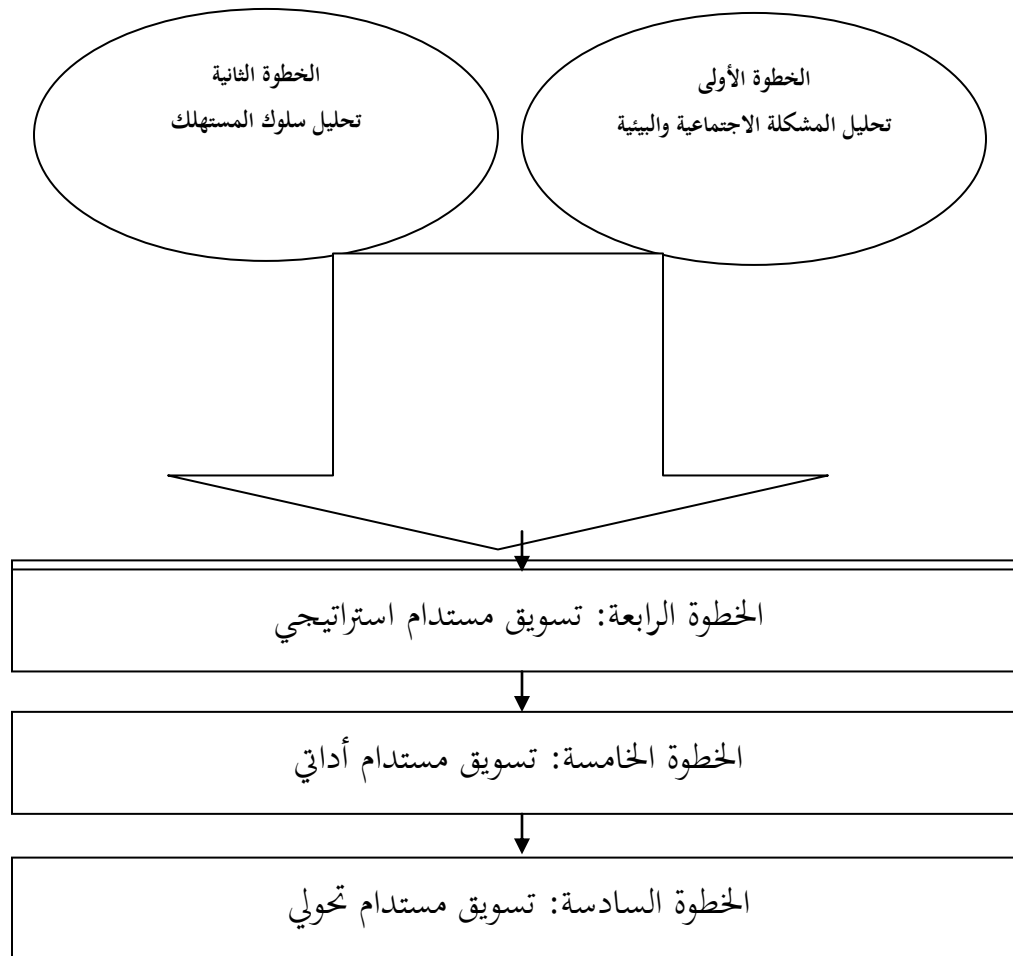 الخطوة الأولى
تحليل المشكلة الاجتماعية والبيئية
الخطوة الثانية
تحليل سلوك المستهلك
الخطوة الرابعة: تسويق مستدام استراتيجي
الخطوة الخامسة: تسويق مستدام أداتي
الخطوة السادسة: تسويق مستدام تحولي